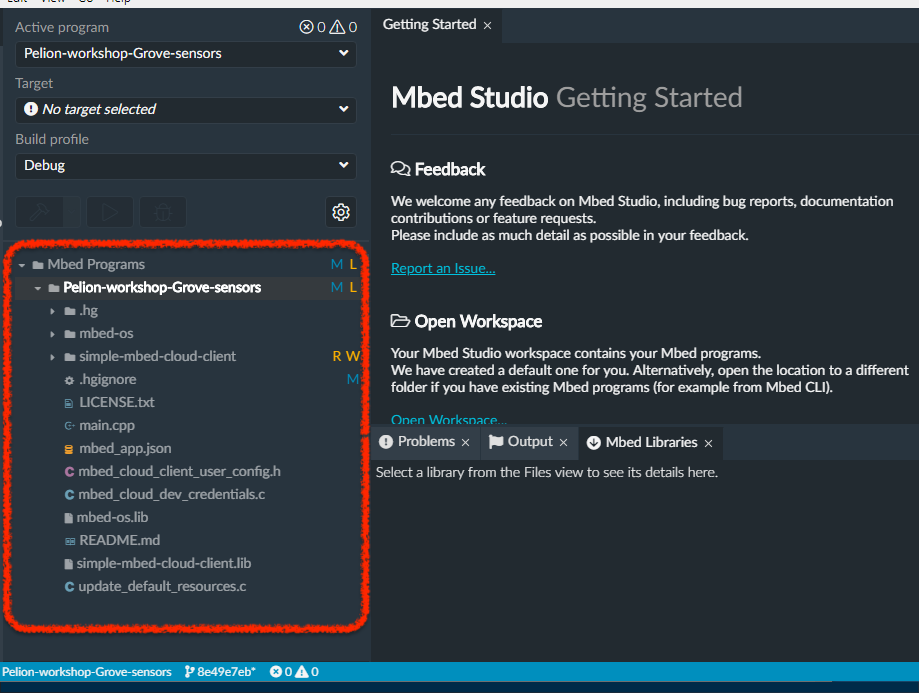 Edit View Go Help
Active program
0 0
Pelion-workshop-Grove-sensors
Target
No target selected
Build profile
Debug
Mbed Programs M L
Pelion-workshop-Grove-sensors M L
.hg
mbed-os
simple-mbed-cloud-client R W
.hgignore M
LICENSE.txt
main.cpp
mbed_app.json
mbed_cloud_client_user_config.h
mbed_cloud_dev_credentials.c
mbed-os.lib
README.md
simple-mbed-cloud-client.lib
update_default_resources.c
Getting Started
Mbed Studio Getting Started
Feedback
We welcome any feedback on Mbed Studio, including bug reports, documentation
contributions or feature requests.
Please include as much detail as possible in your feedback.
Report an Issue...
Open Workspace
Your Mbed Studio workspace contains your Mbed programs.
We have created a default one for you. Alternatively, open the location to a different
folder if you have existing Mbed programs (for example from Mbed CLI).
Open Workspace...
Problems Output Mbed Libraries
Select a library from the Files view to see its details here.
Pelion-workshop-Grove-sensors 8e49e7eb* 0 0